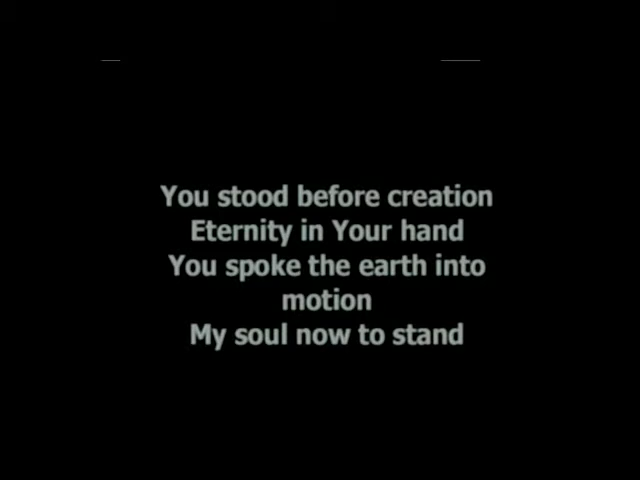 You stood before creation
Eternity in Your hand
You spoke the earth into
motion
My soul now to stand